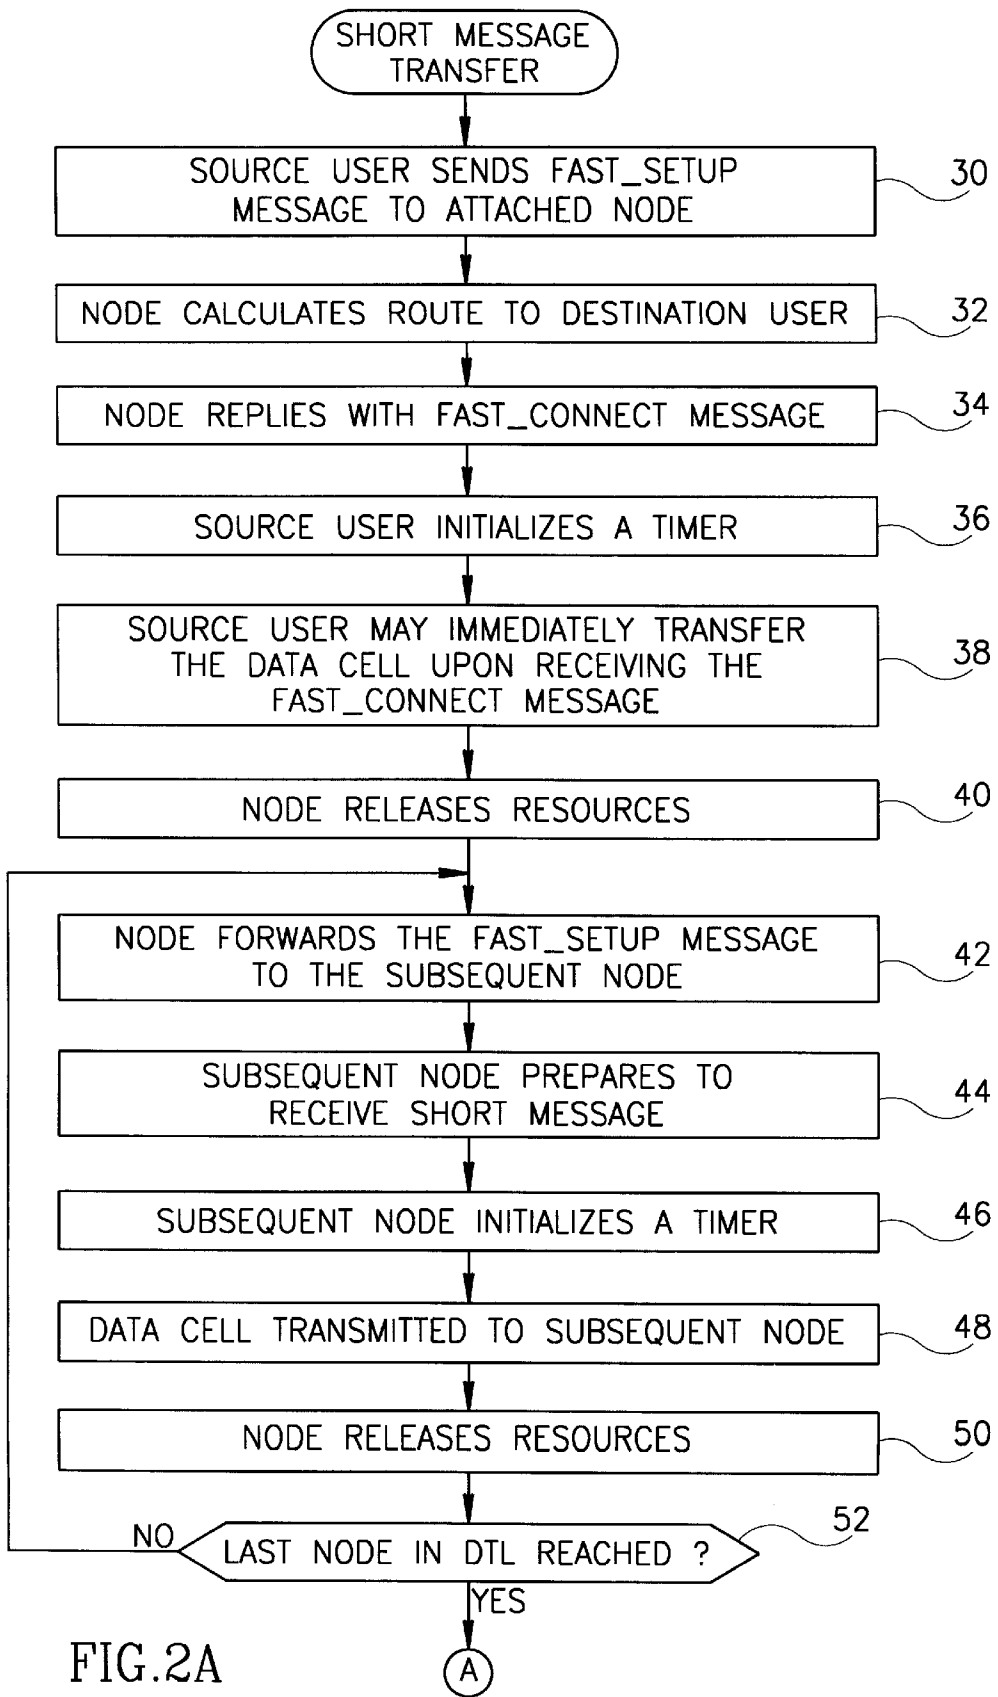 SHORT MESSAGE
TRANSFER
SOURCE USER SENDS FAST_SETUP
MESSAGE TO ATTACHED NODE
30
NODE CALCULATES ROUTE TO DESTINATION USER
32
NODE REPLIES WITH FAST_CONNECT MESSAGE
34
SOURCE USER INITIALIZES A TIMER
36
SOURCE USER MAY IMMEDIATELY TRANSFER
THE DATA CELL UPON RECEIVING THE
FAST_CONNECT MESSAGE
38
NODE RELEASES RESOURCES
40
NODE FORWARDS THE FAST_SETUP MESSAGE
TO THE SUBSEQUENT NODE
42
SUBSEQUENT NODE PREPARES TO
RECEIVE SHORT MESSAGE
44
SUBSEQUENT NODE INITIALIZES A TIMER
46
DATA CELL TRANSMITTED TO SUBSEQUENT NODE
48
NODE RELEASES RESOURCES
50
NO
LAST NODE IN DTL REACHED ?
52
YES
A
FIG.2A